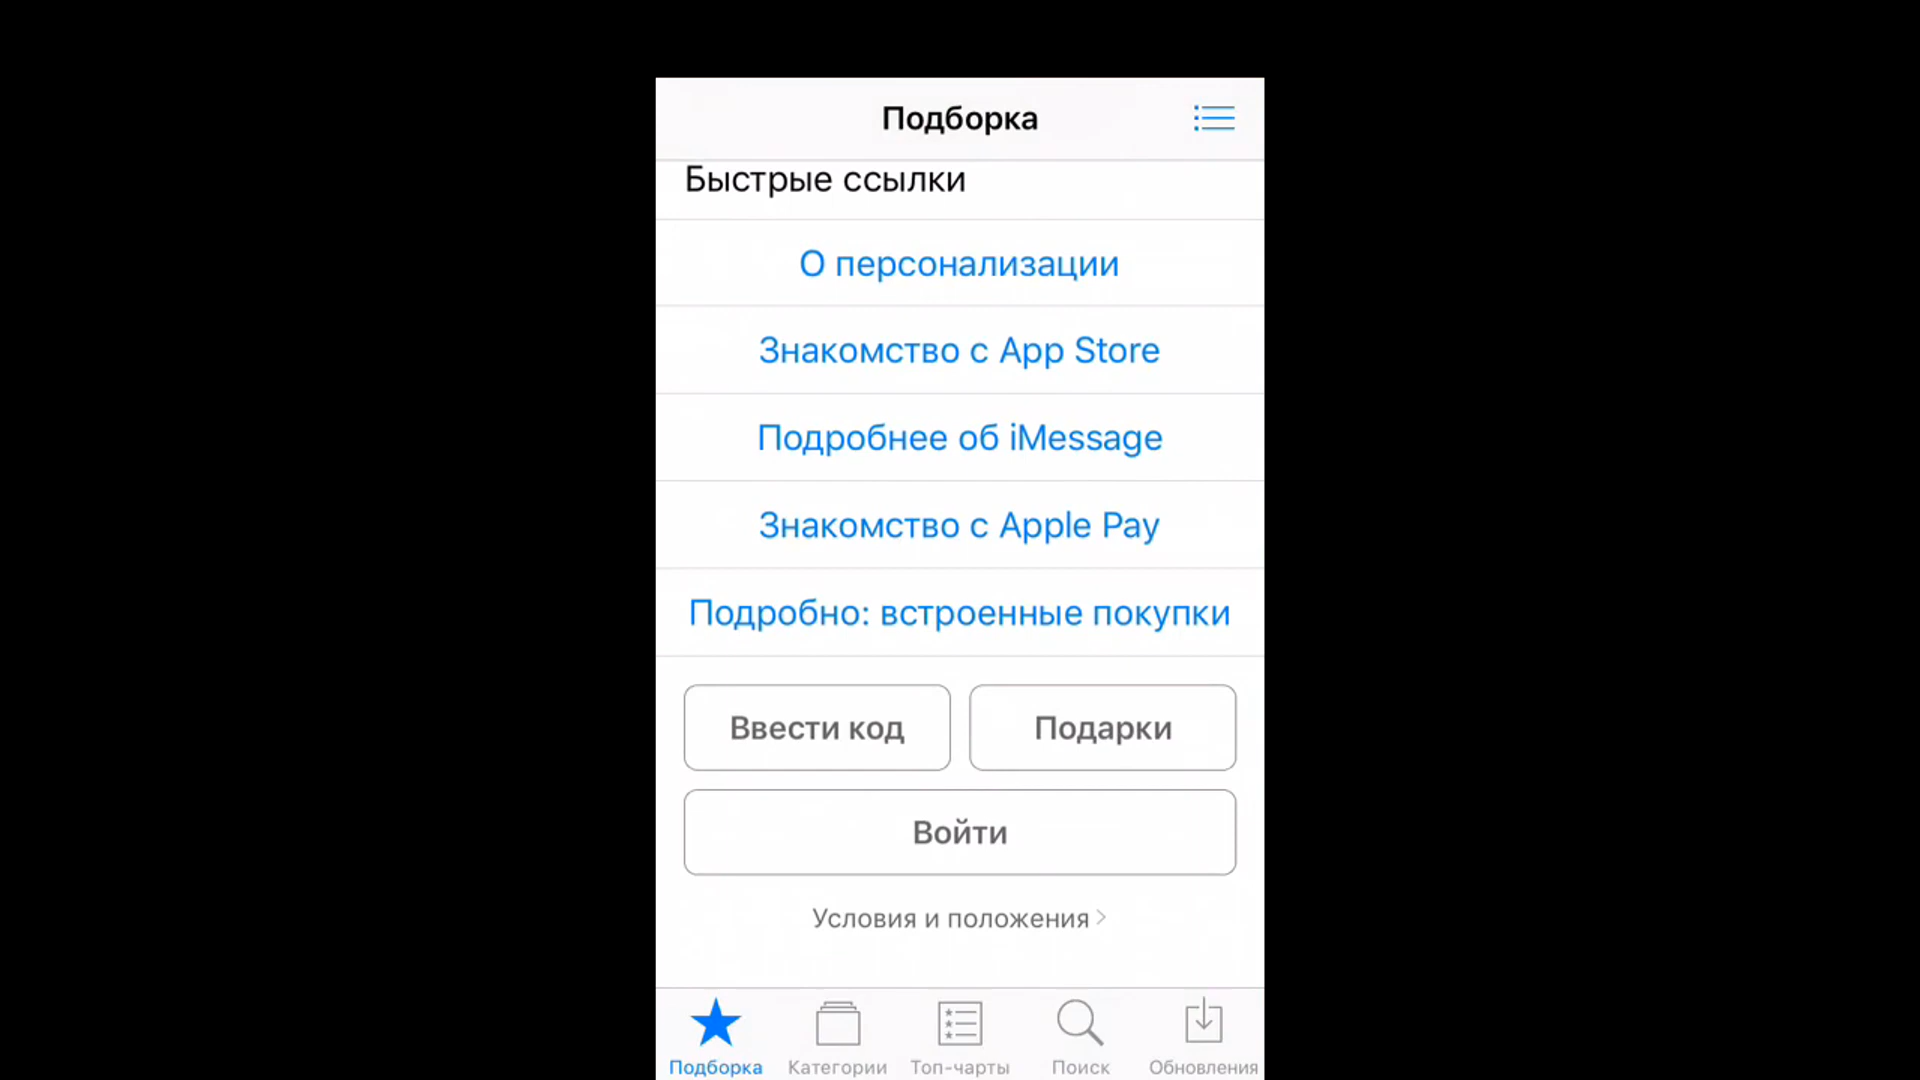 Подборка
Быстрые ссылки
О персонализации
Знакомство с App Store
Подробнее об iMessage
Знакомство с Apple Pay
Подробно: встроенные покупки
Ввести код
Подарки
Войти
Условия и положения
Подборка
Категории
Топ-чарты
Поиск
Обновления